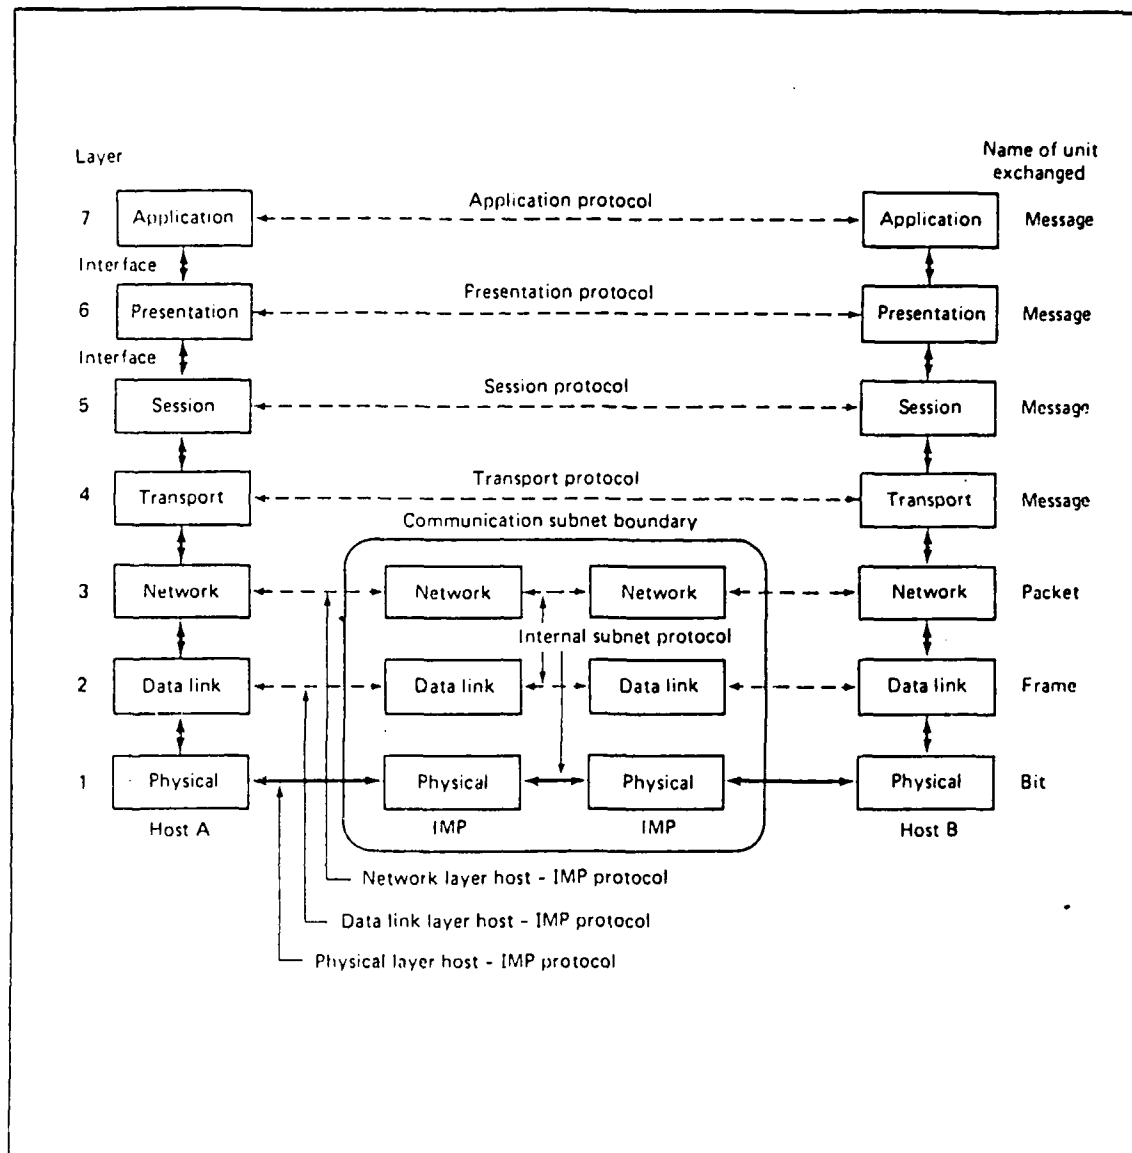 Layer
Name of unit
exchanged
7 Application Application protocol Application Message
Interface
6 Presentation Presentation protocol Presentation Message
Interface
5 Session Session protocol Session Message
4 Transport Transport protocol Transport Message
Communication subnet boundary
3 Network Network Network Network Packet
Internal subnet protocol
2 Data link Data link Data link Data link Frame
1 Physical Physical Physical Physical Bit
Host A IMP IMP Host B
Network layer host - IMP protocol
Data link layer host - IMP protocol
Physical layer host - IMP protocol